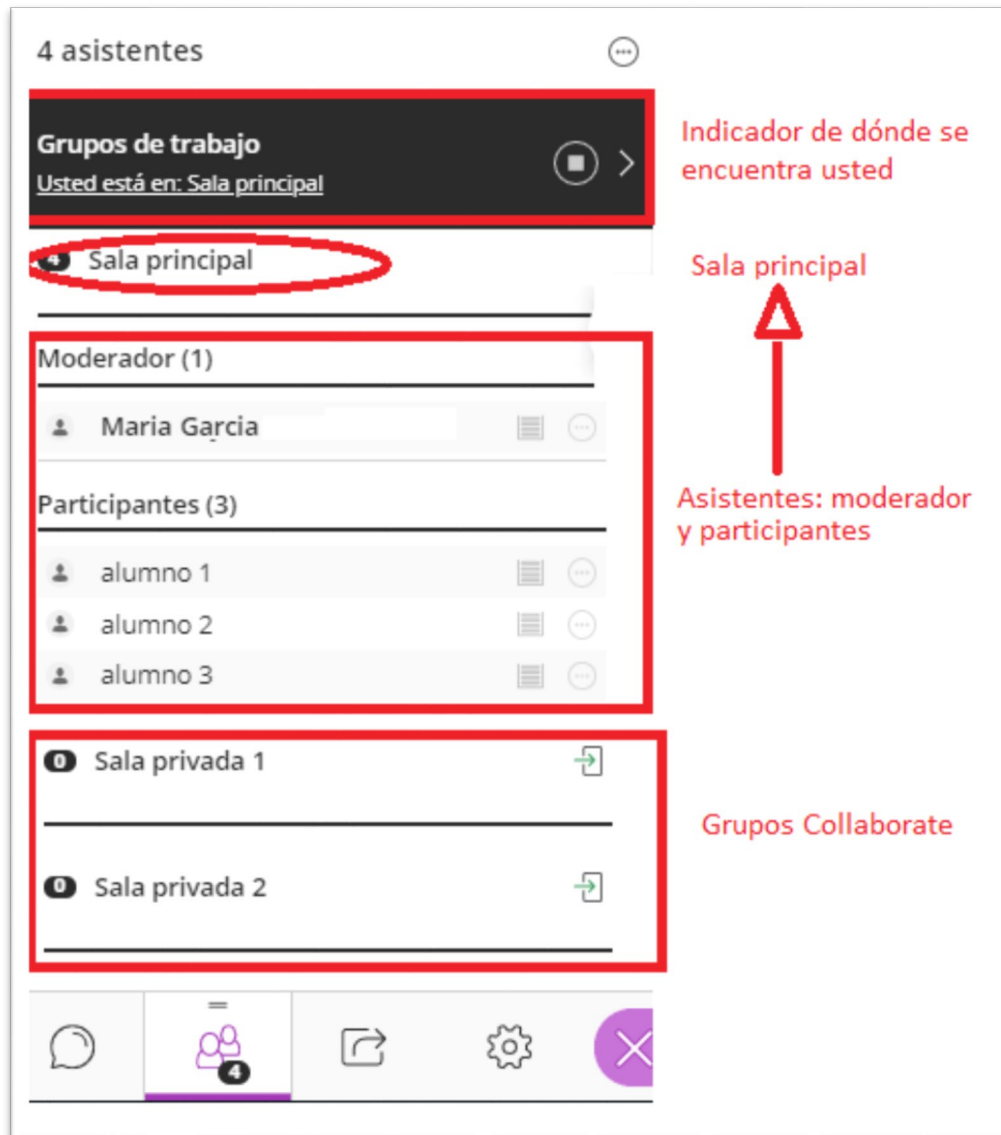 4 asistentes
Grupos de trabajo
Usted está en: Sala principal
Indicador de dónde se
encuentra usted
4 Sala principal
Sala principal
Moderador (1)
Maria Garcia
Participantes (3)
Asistentes: moderador
y participantes
alumno 1
alumno 2
alumno 3
0 Sala privada 1
Grupos Collaborate
0 Sala privada 2
4